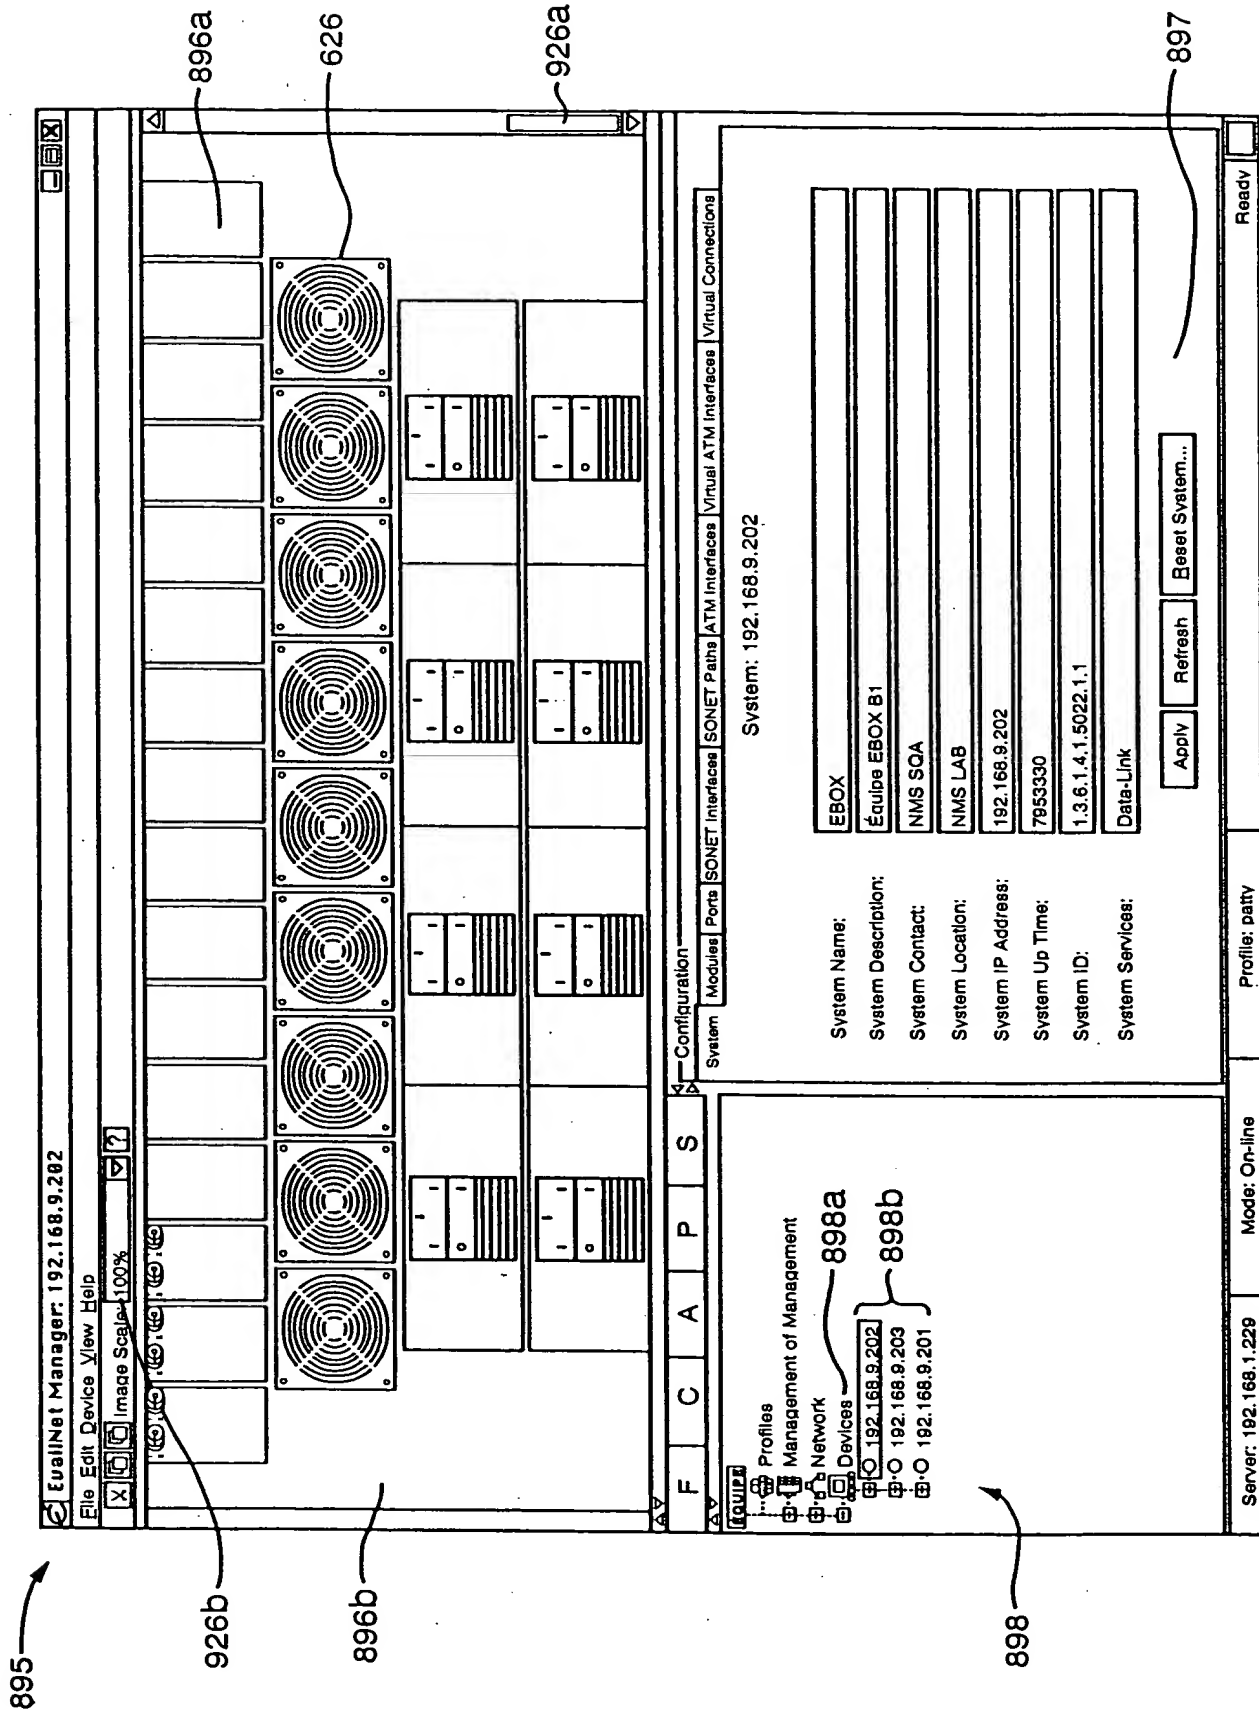 895
EualiNet Manager: 192.168.9.202
File Edit Device View Help
Image Scale: 100%
?
926b
896b
896a
626
926a
F C A P S
EQUIPE
Profiles
Management of Management
Network
Devices
192.168.9.202
192.168.9.203
192.168.9.201
898a
898b
898
Configuration
System Modules Ports SONET Interfaces SONET Paths ATM Interfaces Virtual ATM Interfaces Virtual Connections
System: 192.168.9.202
System Name: EBOX
System Description: Équipe EBOX B1
System Contact: NMS SQA
System Location: NMS LAB
System IP Address: 192.168.9.202
System Up Time: 7953330
System ID: 1.3.6.1.4.1.5022.1.1
System Services: Data-Link
Apply Refresh Reset System...
897
Server: 192.168.1.229 Mode: On-line Profile: patty Ready